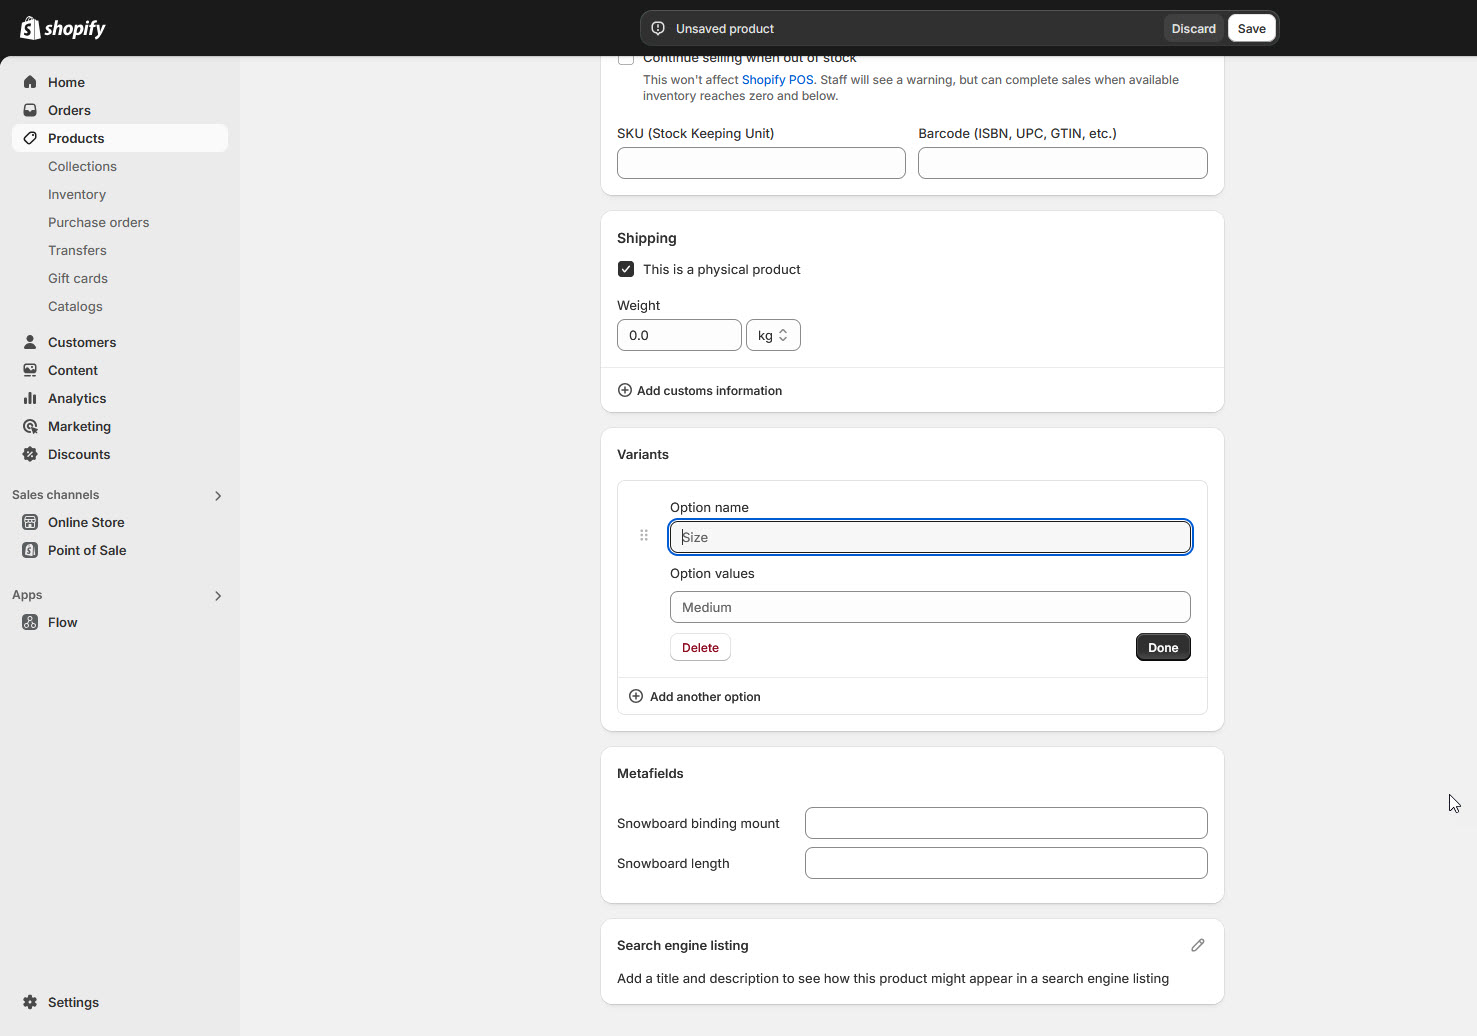 shopify
Unsaved product
Discard
Save
Home
Orders
Products
Collections
Inventory
Purchase orders
Transfers
Gift cards
Catalogs
Customers
Content
Analytics
Marketing
Discounts
Sales channels
Online Store
Point of Sale
Apps
Flow
Settings
Continue selling when out of stock
This won't affect Shopify POS. Staff will see a warning, but can complete sales when available
inventory reaches zero and below.
SKU (Stock Keeping Unit)
Barcode (ISBN, UPC, GTIN, etc.)
Shipping
This is a physical product
Weight
0.0
kg
Add customs information
Variants
Option name
Size
Option values
Medium
Delete
Done
Add another option
Metafields
Snowboard binding mount
Snowboard length
Search engine listing
Add a title and description to see how this product might appear in a search engine listing